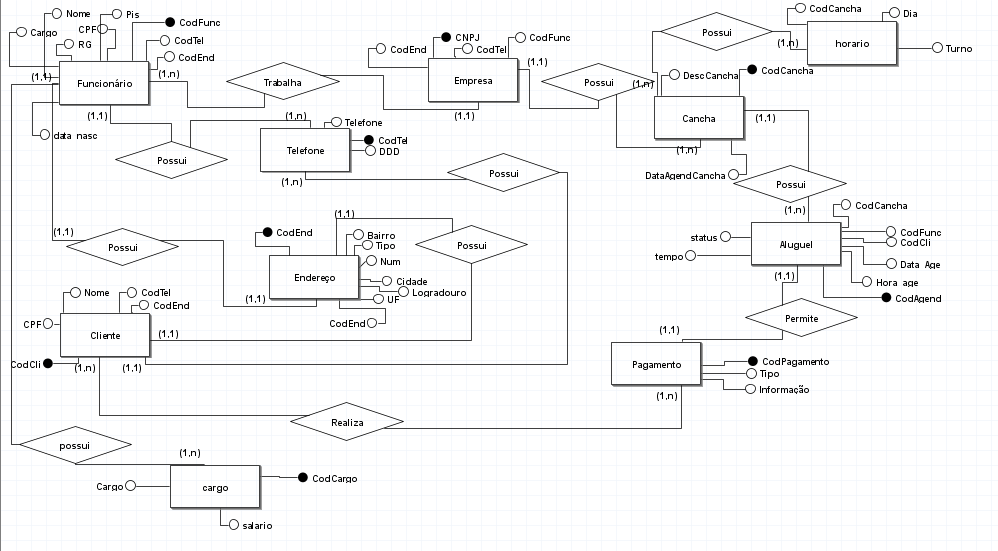 Nome
Pis
CodFunc
Cargo
CPF
RG
CodTel
CodEnd
(1,1)
Funcionário
(1,n)
(1,1)
data nasc
Trabalha
CodEnd
CNPJ
CodTel
CodFunc
Empresa
(1,1)
(1,1)
Possui
(1,n)
Possui
(1,n)
CodCancha
Dia
horario
Turno
DescCancha
CodCancha
Cancha
(1,1)
(1,n)
DataAgendCancha
Possui
(1,n)
Possui
(1,n)
Telefone
Telefone
CodTel
DDD
(1,n)
Possui
(1,1)
Possui
CodEnd
(1,1)
Bairro
Tipo
Num
Endereço
Cidade
Logradouro
UF
CodEnd
(1,1)
Possui
CodCancha
status
tempo
Aluguel
CodFunc
CodCli
Data Age
Hora age
CodAgend
(1,1)
Permite
Nome
CodTel
CodEnd
CPF
Cliente
(1,1)
CodCli
(1,n)
(1,1)
(1,1)
Pagamento
CodPagamento
Tipo
Informação
(1,n)
Realiza
possui
(1,n)
Cargo
cargo
CodCargo
salario